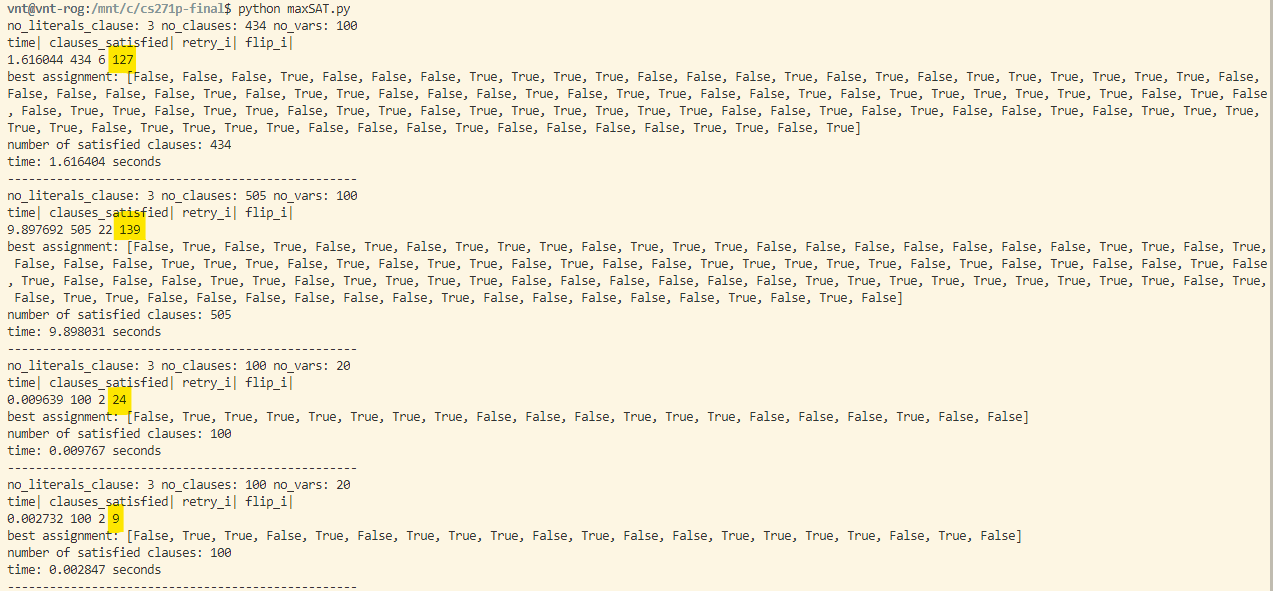 vnt@vnt-rog:/mnt/c/cs271p-final$ python maxSAT.py
no_literals_clause: 3 no_clauses: 434 no_vars: 100
time| clauses_satisfied| retry_i| flip_i|
1.616044 434 6 127
best assignment: [False, False, False, True, False, False, False, True, True, True, True, False, False, False, True, False, True, False, True, True, True, True, True, True, False,
False, False, False, False, True, False, True, True, False, False, False, False, True, False, True, True, False, False, True, False, True, True, True, True, True, False, True, False
, False, True, True, False, True, True, False, True, True, False, True, True, True, True, True, True, False, False, True, False, True, False, False, True, False, True, True, True,
True, True, False, True, True, True, True, False, False, False, True, False, False, False, False, True, True, False, True]
number of satisfied clauses: 434
time: 1.616404 seconds
--------------------------------------------------
no_literals_clause: 3 no_clauses: 505 no_vars: 100
time| clauses_satisfied| retry_i| flip_i|
9.897692 505 22 139
best assignment: [False, True, False, True, False, True, False, True, True, True, False, True, True, True, False, False, False, False, False, False, False, True, True, False, True,
False, False, False, True, True, True, False, True, False, True, True, False, True, False, False, True, True, True, True, False, True, False, True, False, False, True, False
, True, False, False, False, True, True, False, True, True, True, True, False, False, False, False, False, False, True, True, True, True, True, True, True, True, False, True,
False, True, True, False, False, False, False, False, False, True, False, False, False, False, False, True, False, True, False]
number of satisfied clauses: 505
time: 9.898031 seconds
--------------------------------------------------
no_literals_clause: 3 no_clauses: 100 no_vars: 20
time| clauses_satisfied| retry_i| flip_i|
0.009639 100 2 24
best assignment: [False, True, True, True, True, True, True, True, False, False, False, True, True, True, False, False, False, True, False, False]
number of satisfied clauses: 100
time: 0.009767 seconds
--------------------------------------------------
no_literals_clause: 3 no_clauses: 100 no_vars: 20
time| clauses_satisfied| retry_i| flip_i|
0.002732 100 2 9
best assignment: [False, True, True, False, True, False, True, True, True, False, True, False, False, True, True, True, True, False, True, False]
number of satisfied clauses: 100
time: 0.002847 seconds
--------------------------------------------------